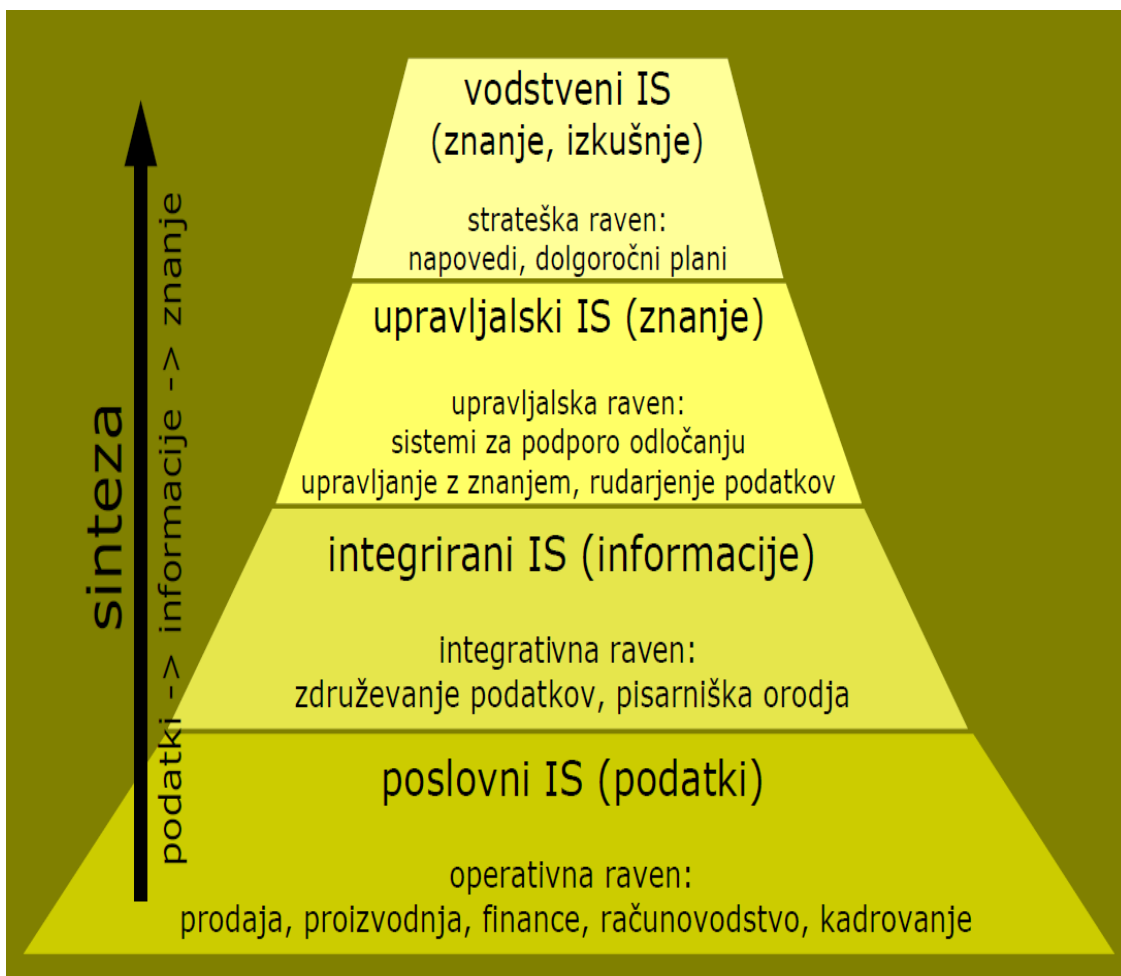 vodstveni IS
(znanje, izkušnje)
strateška raven:
napovedi, dolgoročni plani
upravljalski IS (znanje)
upravljalska raven:
sistemi za podporo odločanju
upravljanje z znanjem, rudarjenje podatkov
integrirani IS (informacije)
integrativna raven:
združevanje podatkov, pisarniška orodja
poslovni IS (podatki)
operativna raven:
prodaja, proizvodnja, finance, računovodstvo, kadrovanje
sinteza
podatki -> informacije -> znanje